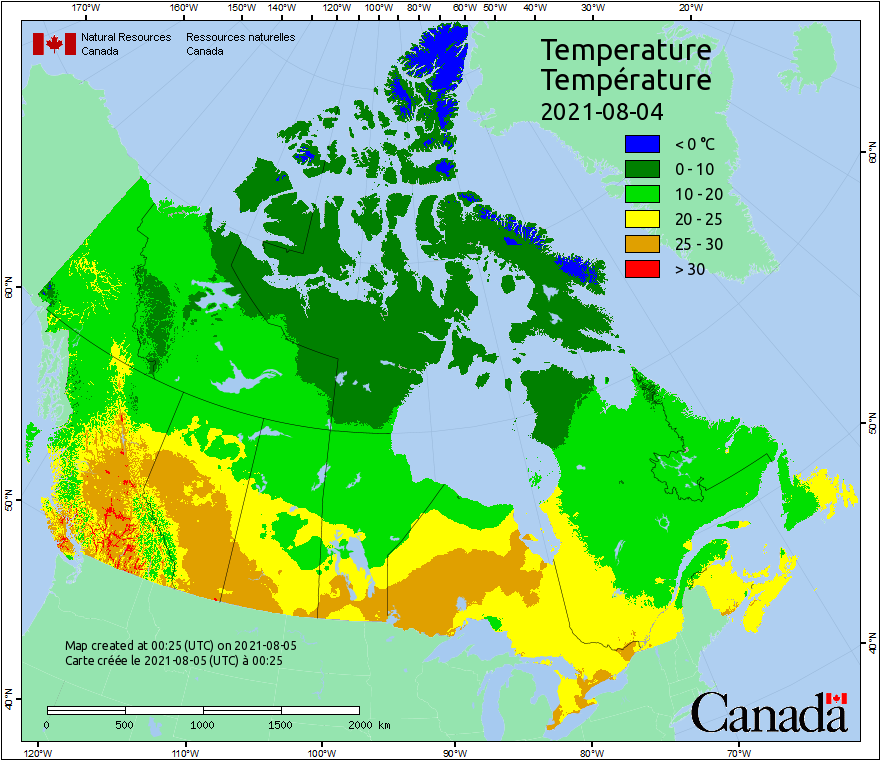 170°W 160°W 150°W 140°W 130°W 120°W 110°W 100°W 80°W 60°W 50°W 40°W 30°W 20°W
Natural Resources Canada
Ressources naturelles Canada
Temperature
Température
2021-08-04
< 0 °C
0 - 10
10 - 20
20 - 25
25 - 30
> 30
60°N
50°N
40°N
60°N
50°N
40°N
Map created at 00:25 (UTC) on 2021-08-05
Carte créée le 2021-08-05 (UTC) à 00:25
0 500 1000 1500 2000 km
Canada
120°W 110°W 100°W 90°W 80°W 70°W